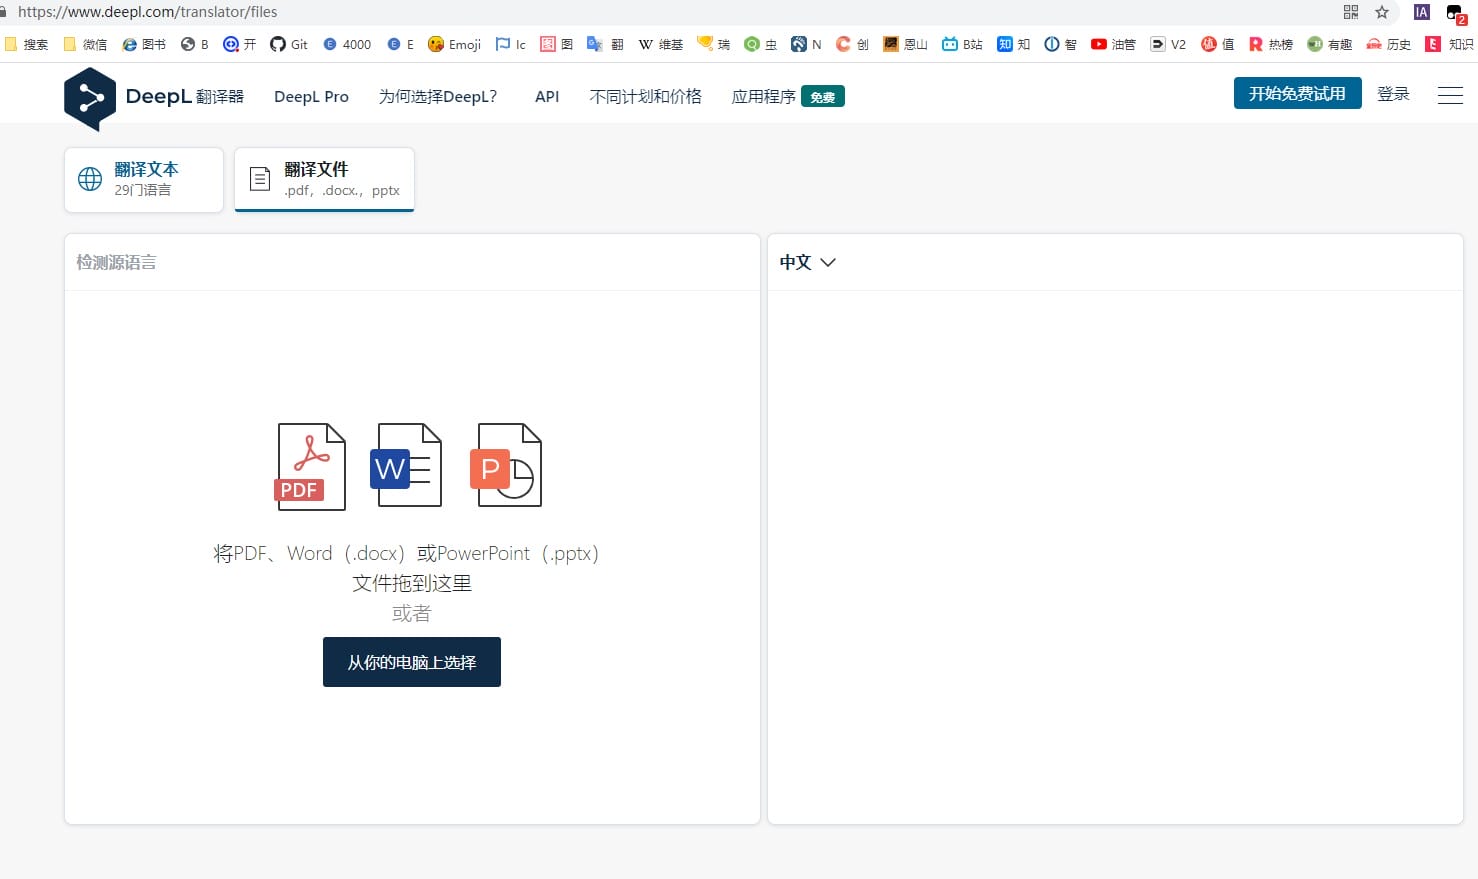 https://www.deepl.com/translator/files IA 2
搜索 微信 图书 B 开 Git E 4000 E E Emoji Ic 图 图 翻 W 维基 瑞 虫 N 创 恩山 B站 知 知 智 油管 V2 值 值 R 热榜 有趣 历史 E 知识
DeepL 翻译器 DeepL Pro 为何选择DeepL? API 不同计划和价格 应用程序 免费 开始免费试用 登录
翻译文本
29门语言
翻译文件
.pdf, .docx., pptx
检测源语言
中文
PDF W P
将PDF、Word（.docx）或PowerPoint（.pptx）
文件拖到这里
或者
从你的电脑上选择